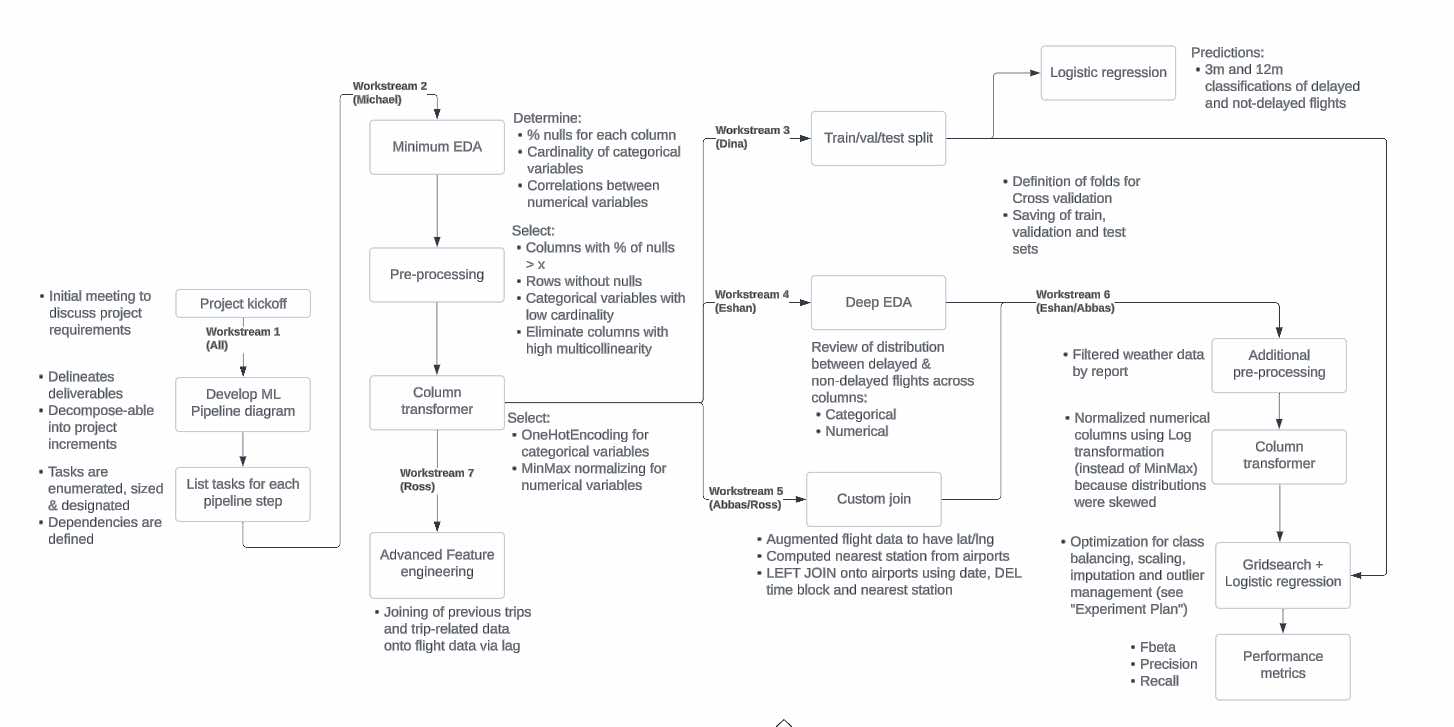 • Initial meeting to
discuss project
requirements
Project kickoff
Workstream 1
(All)
• Delineates
deliverables
• Decompose-able
into project
increments
Develop ML
Pipeline diagram
• Tasks are
enumerated, sized
& designated
• Dependencies are
defined
List tasks for each
pipeline step
Workstream 2
(Michael)
Minimum EDA
Determine:
• % nulls for each column
• Cardinality of categorical
variables
• Correlations between
numerical variables
Pre-processing
Select:
• Columns with % of nulls
> x
• Rows without nulls
• Categorical variables with
low cardinality
• Eliminate columns with
high multicollinearity
Column
transformer
Select:
• OneHotEncoding for
categorical variables
• MinMax normalizing for
numerical variables
Workstream 7
(Ross)
Advanced Feature
engineering
• Joining of previous trips
and trip-related data
onto flight data via lag
Workstream 3
(Dina)
Train/val/test split
Logistic regression
Predictions:
• 3m and 12m
classifications of delayed
and not-delayed flights
• Definition of folds for
Cross validation
• Saving of train,
validation and test
sets
Workstream 4
(Eshan)
Deep EDA
Review of distribution
between delayed &
non-delayed flights across
columns:
• Categorical
• Numerical
Workstream 5
(Abbas/Ross)
Custom join
• Augmented flight data to have lat/lng
• Computed nearest station from airports
• LEFT JOIN onto airports using date, DEL
time block and nearest station
Workstream 6
(Eshan/Abbas)
• Filtered weather data
by report
Additional
pre-processing
• Normalized numerical
columns using Log
transformation
(instead of MinMax)
because distributions
were skewed
Column
transformer
• Optimization for class
balancing, scaling,
imputation and outlier
management (see
"Experiment Plan")
Gridsearch +
Logistic regression
• Fbeta
• Precision
• Recall
Performance
metrics